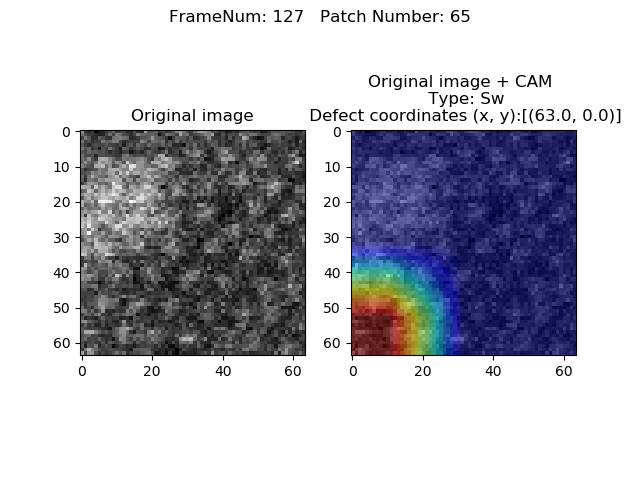 FrameNum: 127   Patch Number: 65
Original image
0
10
20
30
40
50
60
0 20 40 60
Original image + CAM
Type: Sw
Defect coordinates (x, y):[(63.0, 0.0)]
0
10
20
30
40
50
60
0 20 40 60